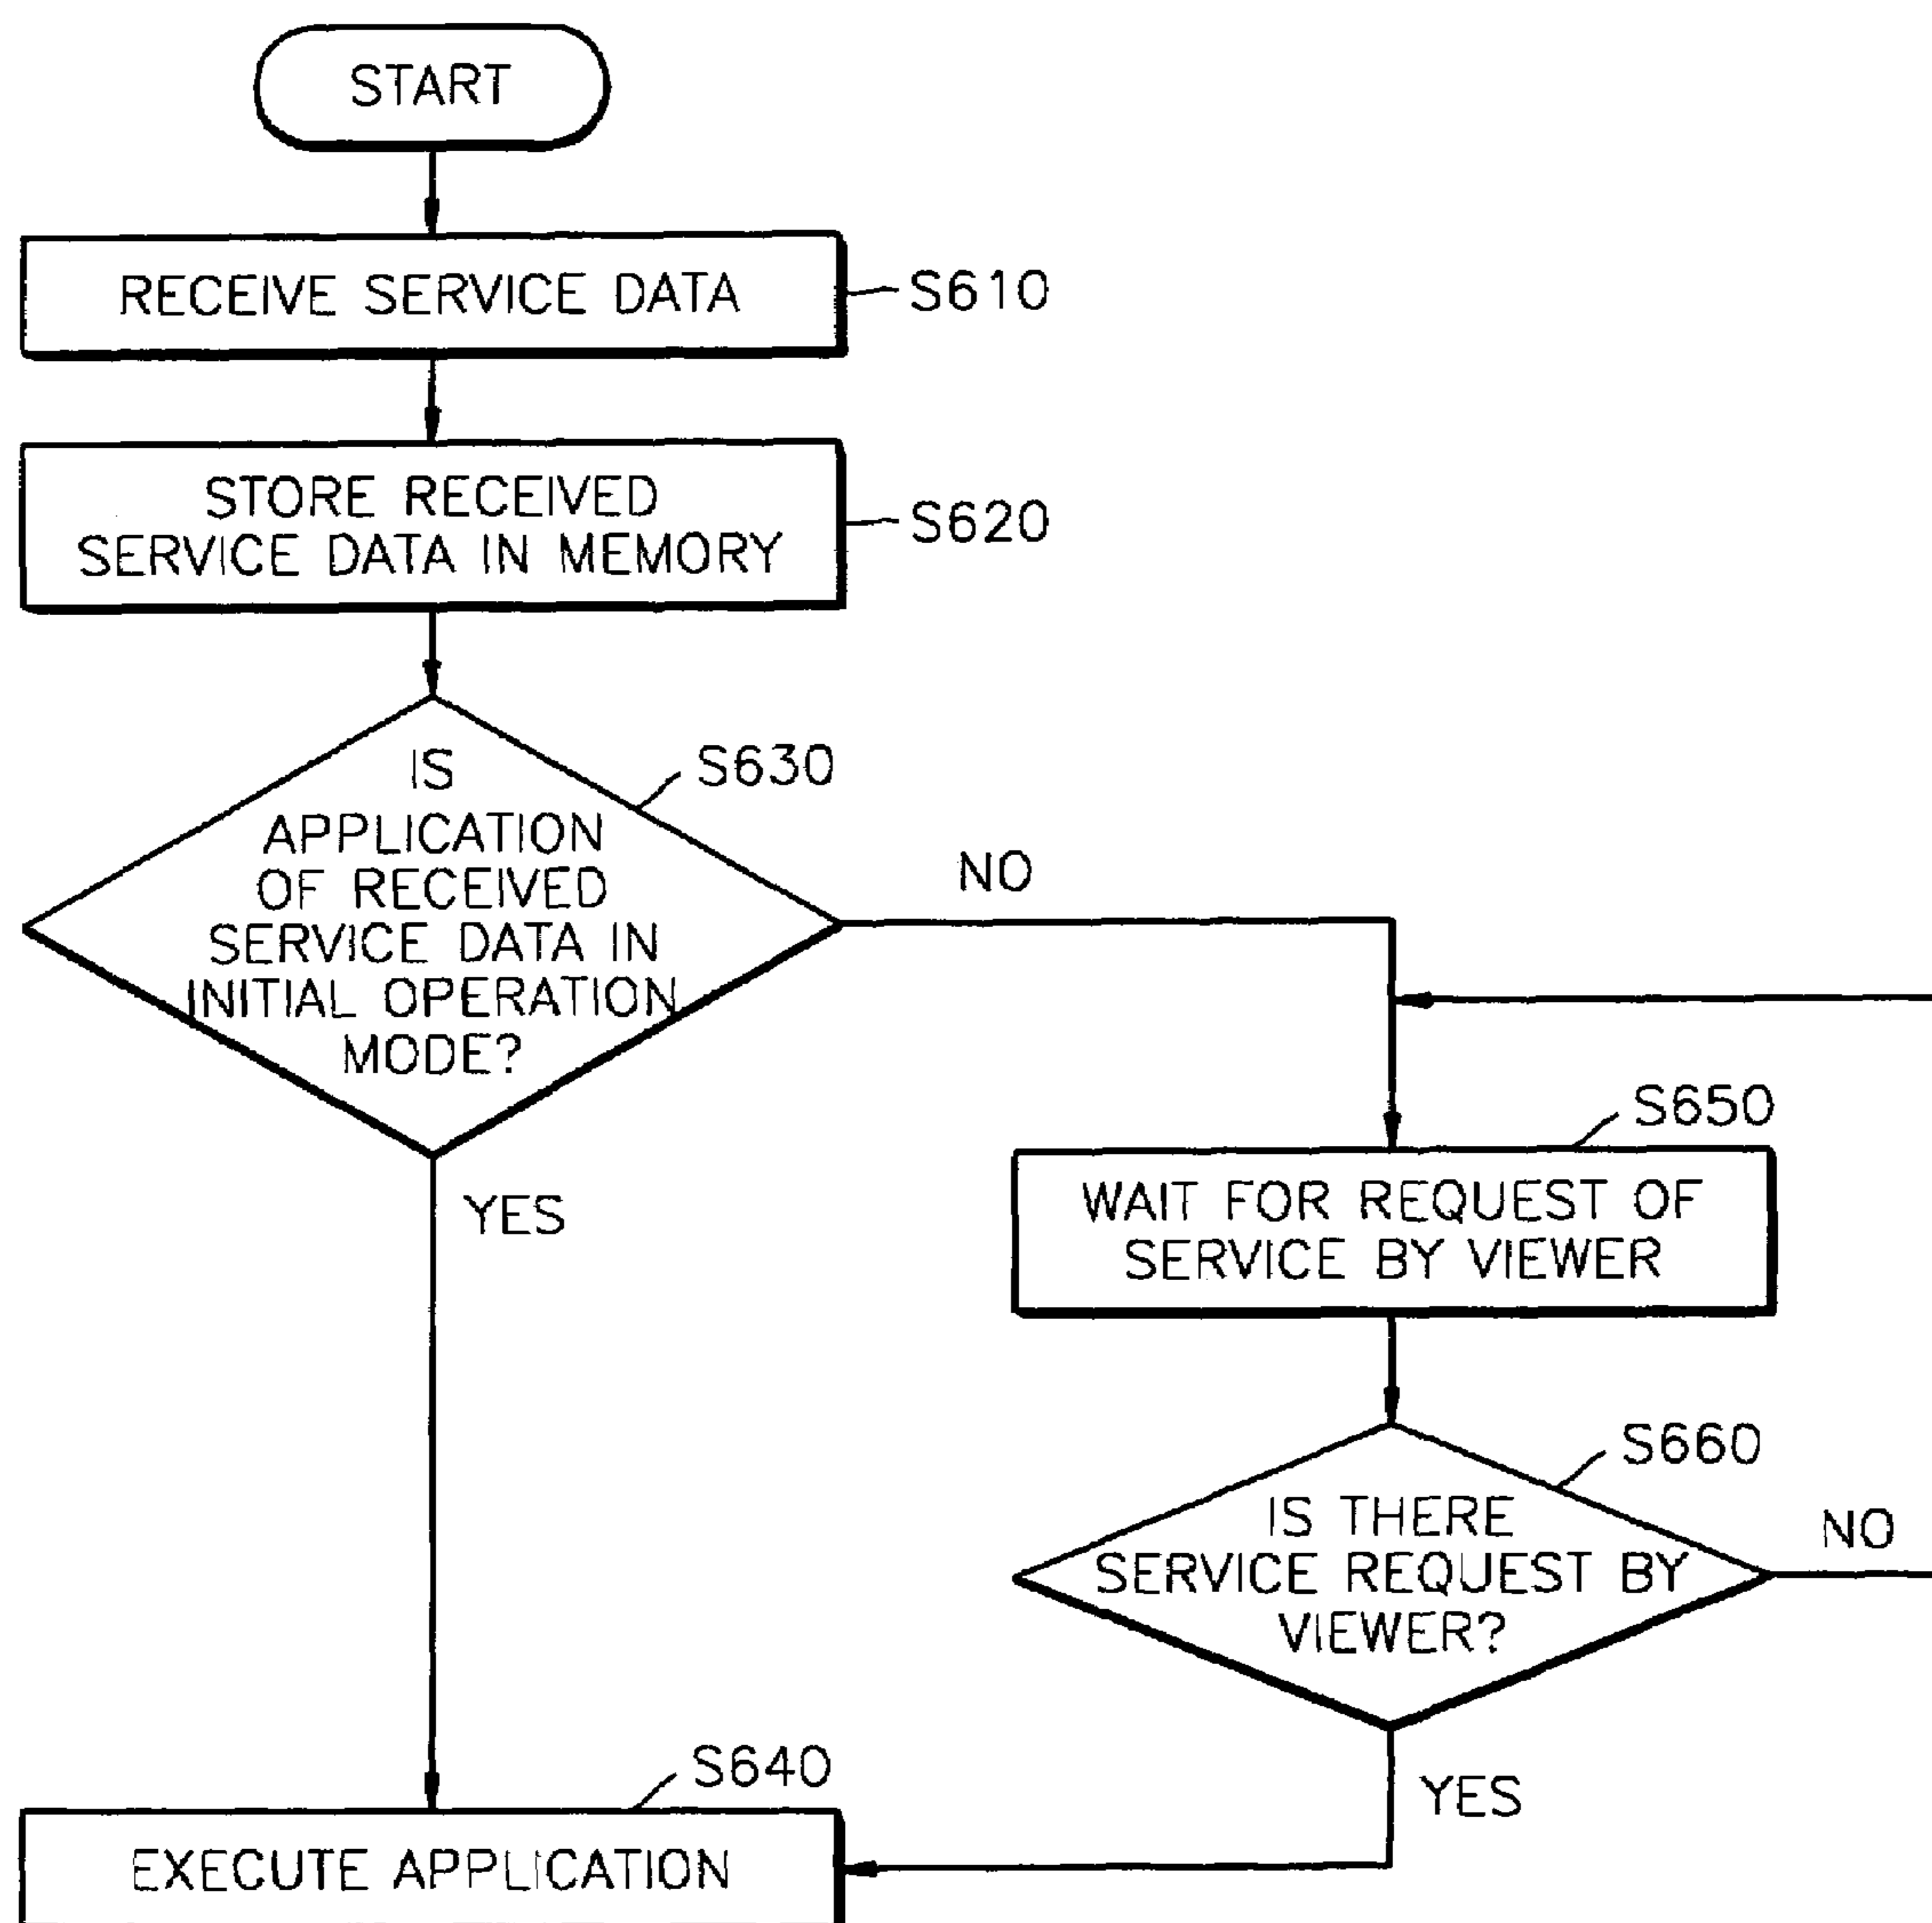 START
RECEIVE SERVICE DATA
S610
STORE RECEIVED
SERVICE DATA IN MEMORY
S620
IS
APPLICATION
OF RECEIVED
SERVICE DATA IN
INITIAL OPERATION
MODE?
S630
NO
YES
S650
WAIT FOR REQUEST OF
SERVICE BY VIEWER
S660
IS THERE
SERVICE REQUEST BY
VIEWER?
NO
YES
S640
EXECUTE APPLICATION